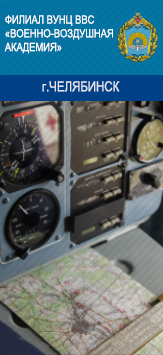 ФИЛИАЛ ВУНЦ ВВС
«ВОЕННО-ВОЗДУШНАЯ
АКАДЕМИЯ»
г.ЧЕЛЯБИНСК